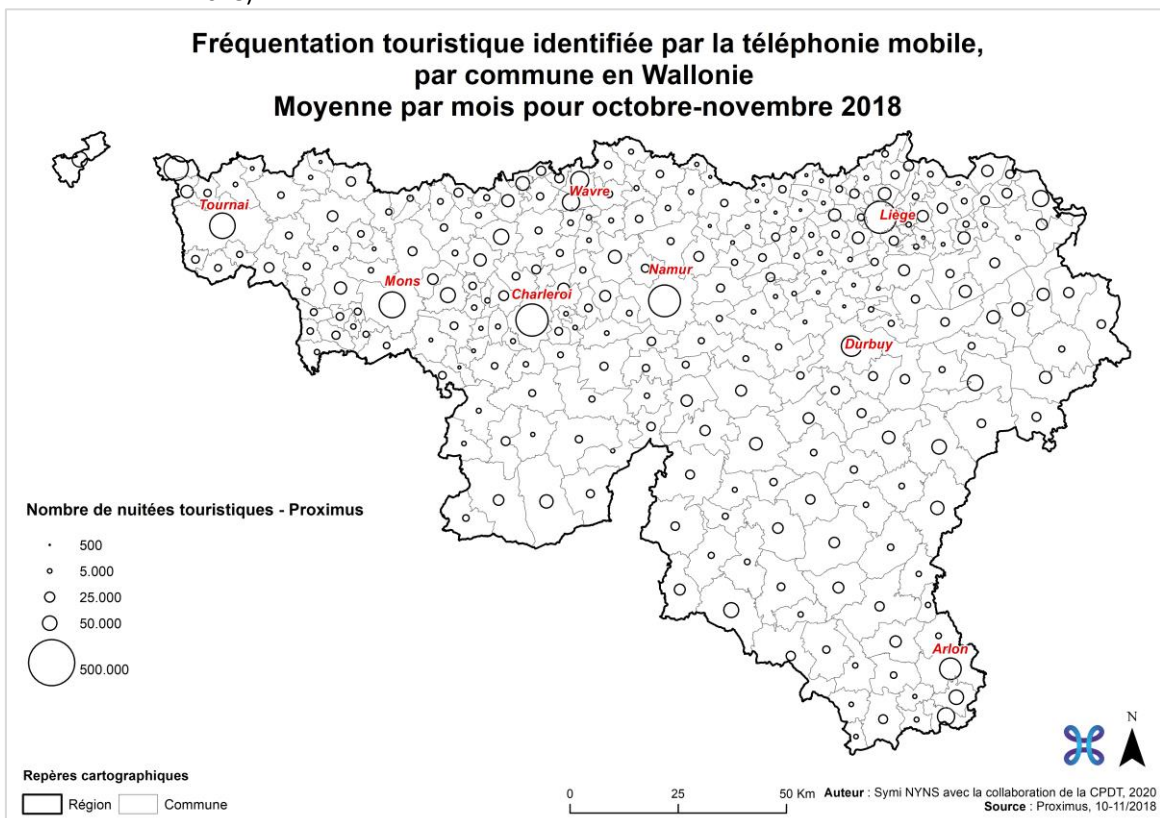 Fréquentation touristique identifiée par la téléphonie mobile,
par commune en Wallonie
Moyenne par mois pour octobre-novembre 2018
Wavre
Tournai
Liège
Namur
Mons
Charleroi
Durbuy
Nombre de nuitées touristiques - Proximus
500
5.000
25.000
50.000
500.000
Arlon
N
Repères cartographiques
Région
Commune
0 25 50 Km
Auteur : Symi NYNS avec la collaboration de la CPDT, 2020
Source : Proximus, 10-11/2018